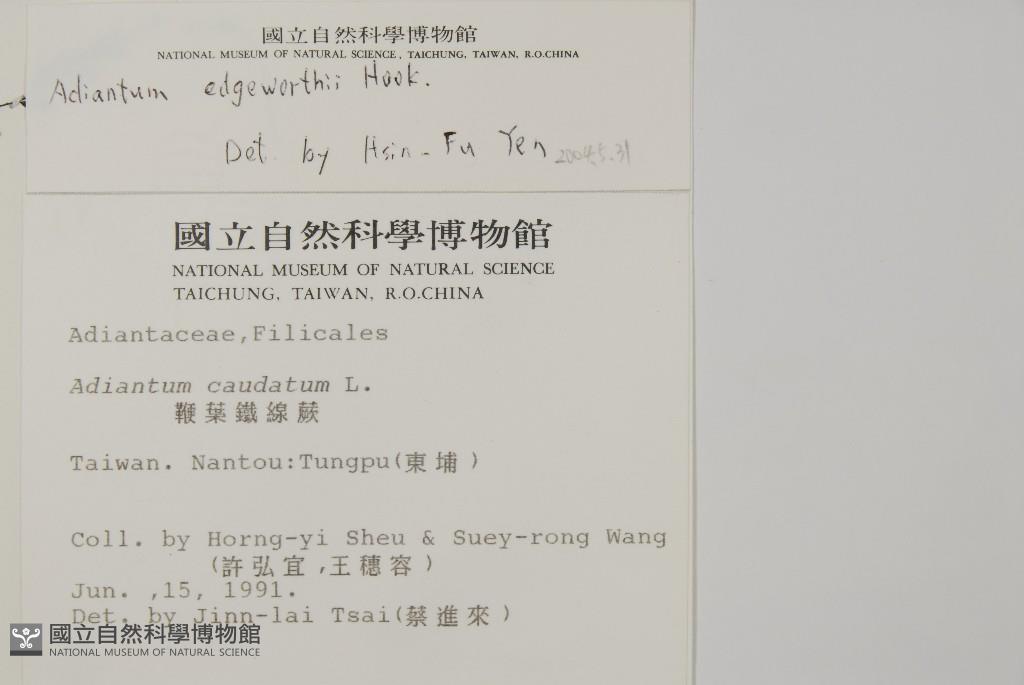 國立自然科學博物館
NATIONAL MUSEUM OF NATURAL SCIENCE, TAICHUNG, TAIWAN, R.O.CHINA
Adiantum edgeworthii Hook.
Det. by Hsin-Fu Yen 2004.5.31
國立自然科學博物館
NATIONAL MUSEUM OF NATURAL SCIENCE
TAICHUNG, TAIWAN, R.O.CHINA
Adiantaceae,Filicales
Adiantum caudatum L.
鞭葉鐵線蕨
Taiwan. Nantou:Tungpu(東埔)
Coll. by Horng-yi Sheu & Suey-rong Wang
(許弘宜,王穗容)
Jun. ,15, 1991.
Det. by Jinn-lai Tsai(蔡進來)
國立自然科學博物館
NATIONAL MUSEUM OF NATURAL SCIENCE